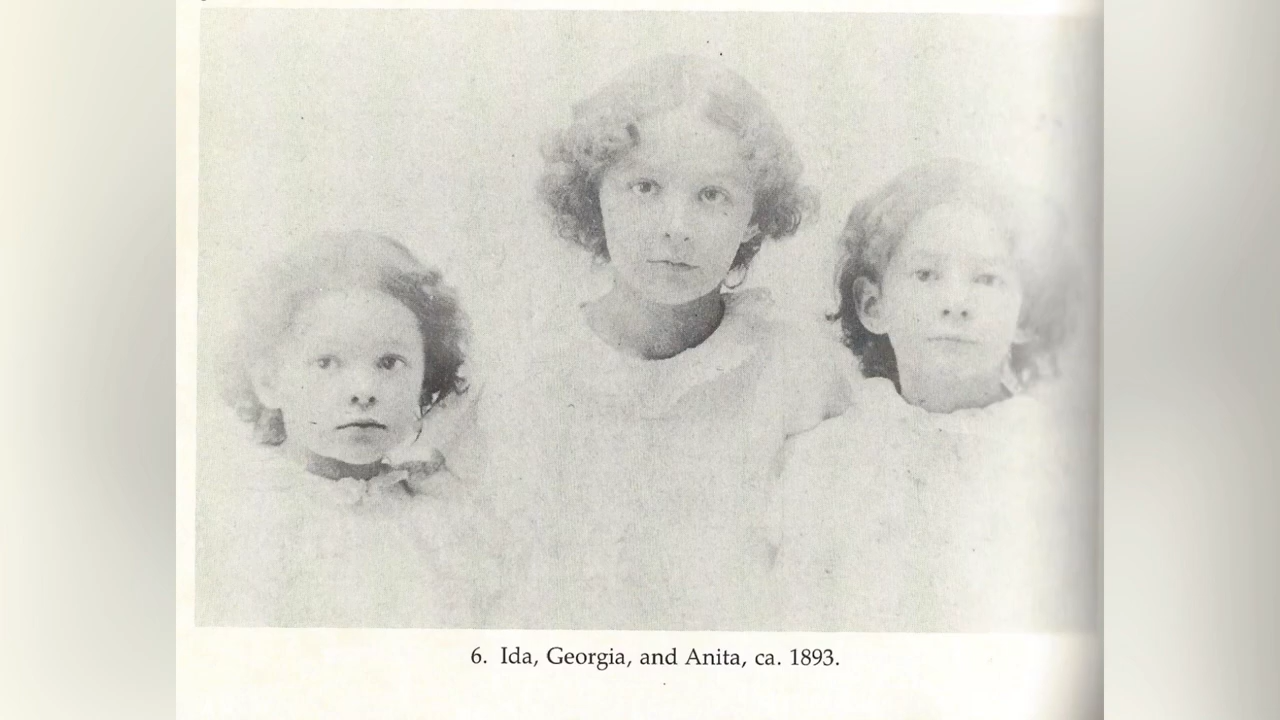 6. Ida, Georgia, and Anita, ca. 1893.